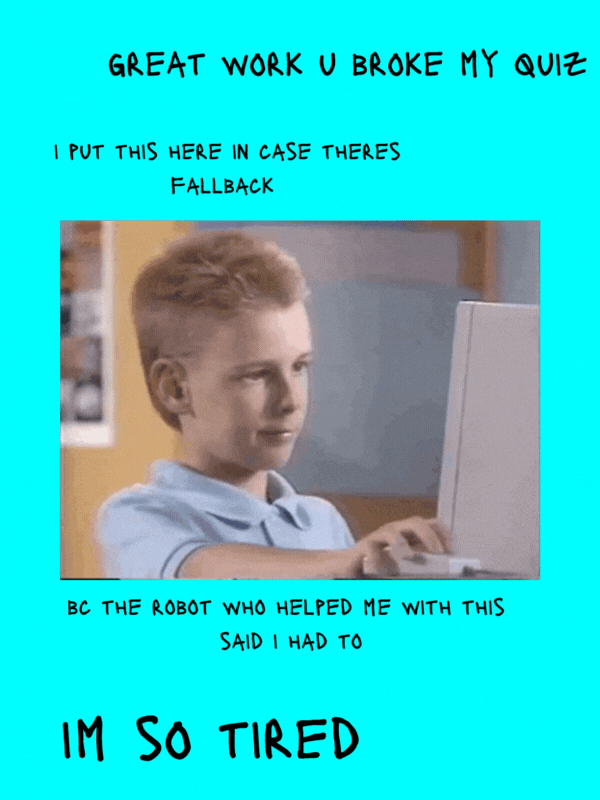 GREAT WORK U BROKE MY QUIZ
I PUT THIS HERE IN CASE THERES
FALLBACK
BC THE ROBOT WHO HELPED ME WITH THIS
SAID I HAD TO
IM SO TIRED